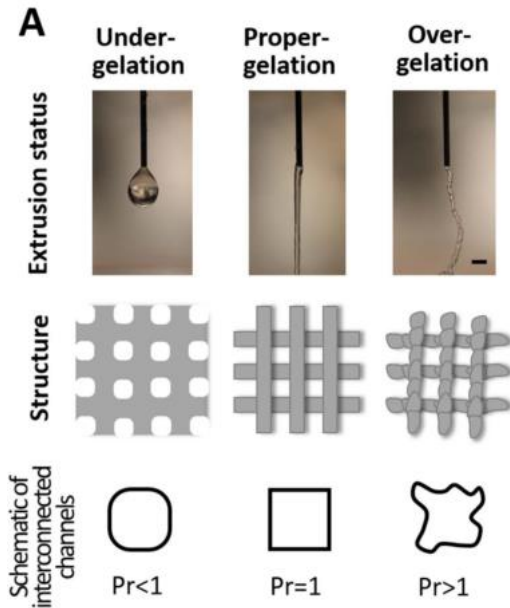 A
Under-
gelation
Proper-
gelation
Over-
gelation
Extrusion status
Structure
Schematic of
interconnected
channels
Pr<1
Pr=1
Pr>1